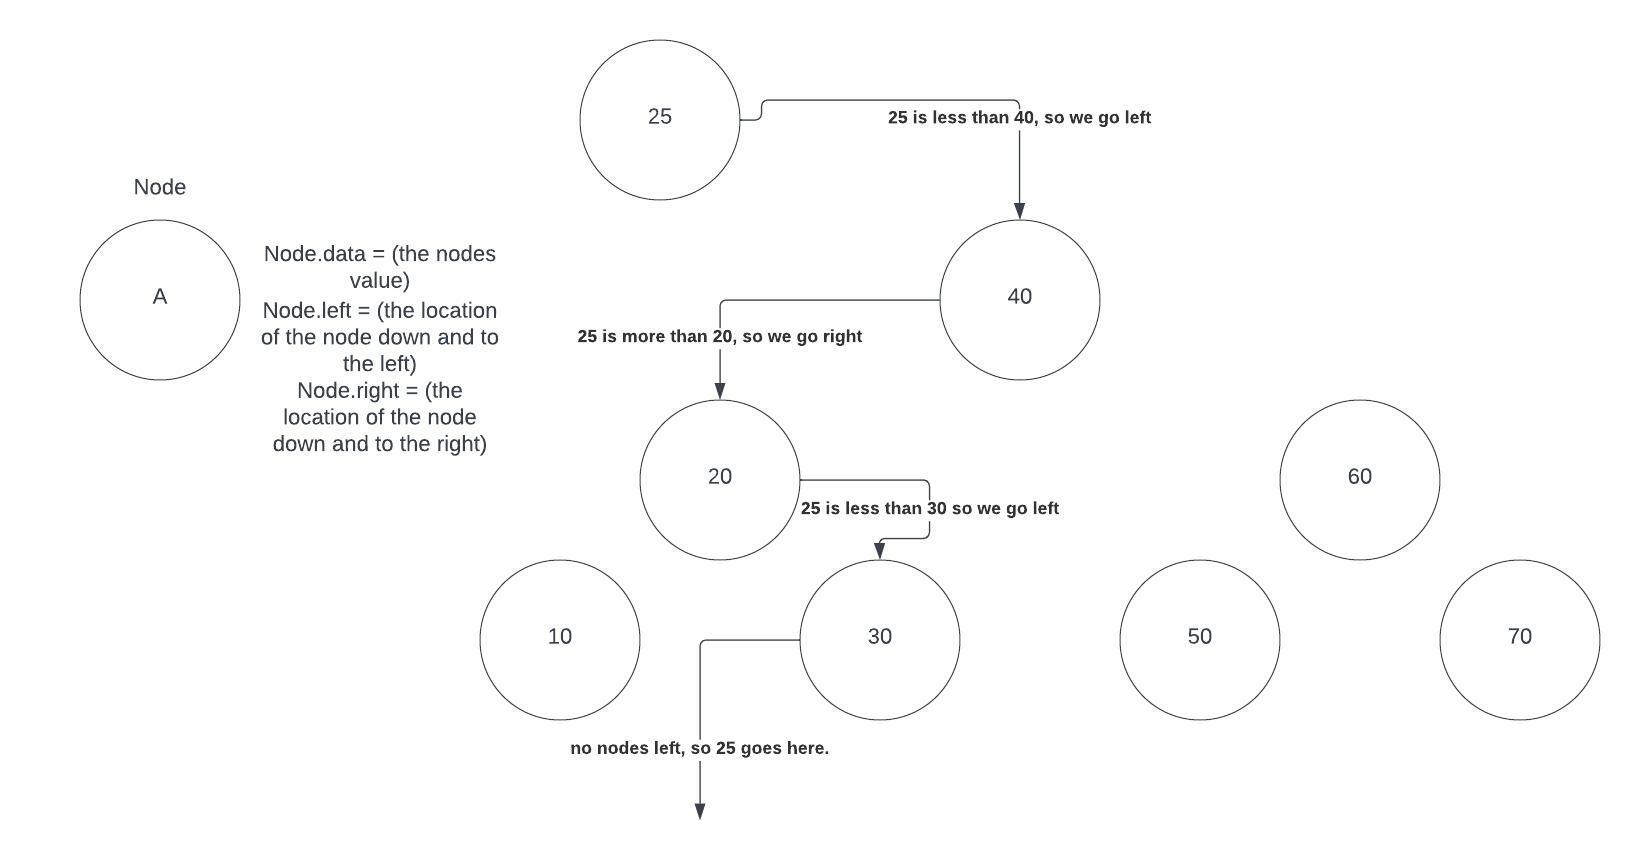 25
25 is less than 40, so we go left
Node
A
Node.data = (the nodes
value)
Node.left = (the location
of the node down and to
the left)
Node.right = (the
location of the node
down and to the right)
40
25 is more than 20, so we go right
20
60
25 is less than 30 so we go left
10
30
50
70
no nodes left, so 25 goes here.